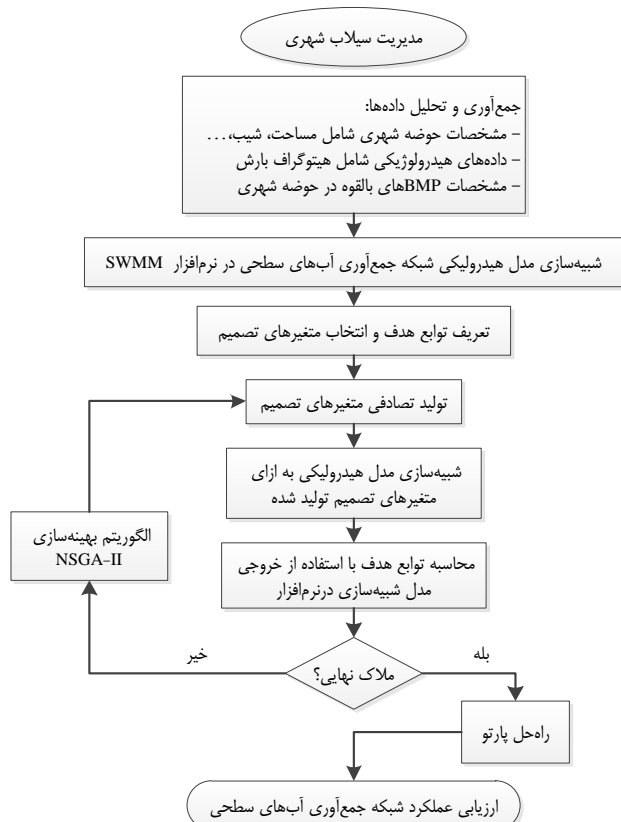 مدیریت سیلاب شهری
جمع‌آوری و تحلیل داده‌ها:
- مشخصات حوضه شهری شامل مساحت، شیب،...
- داده‌های هیدرولوژیکی شامل هیتوگراف بارش
- مشخصات BMPهای بالقوه در حوضه شهری
شبیه‌سازی مدل هیدرولیکی شبکه جمع‌آوری آب‌های سطحی در نرم‌افزار SWMM
تعریف توابع هدف و انتخاب متغیرهای تصمیم
تولید تصادفی متغیرهای تصمیم
شبیه‌سازی مدل هیدرولیکی به ازای
متغیرهای تصمیم تولید شده
الگوریتم بهینه‌سازی
NSGA-II
محاسبه توابع هدف با استفاده از خروجی
مدل شبیه‌سازی درنرم‌افزار
ملاک نهایی؟
بله
خیر
راه‌حل پارتو
ارزیابی عملکرد شبکه جمع‌آوری آب‌های سطحی